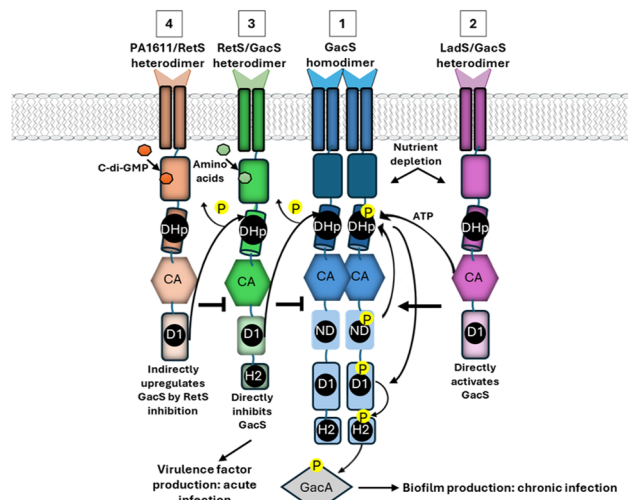 4
3
1
2
PA1611/RetS
heterodimer
RetS/GacS
heterodimer
GacS
homodimer
LadS/GacS
heterodimer
C-di-GMP
Amino
acids
Nutrient
depletion
P
P
P
ATP
DHp
DHp
DHp
DHp
DHp
CA
CA
CA
CA
CA
D1
D1
ND
ND
P
D1
H2
D1
D1
P
H2
H2
P
Indirectly
upregulates
GacS by RetS
inhibition
Directly
inhibits
GacS
Directly
activates
GacS
Virulence factor
production: acute
infection
P
GacA
Biofilm production: chronic infection